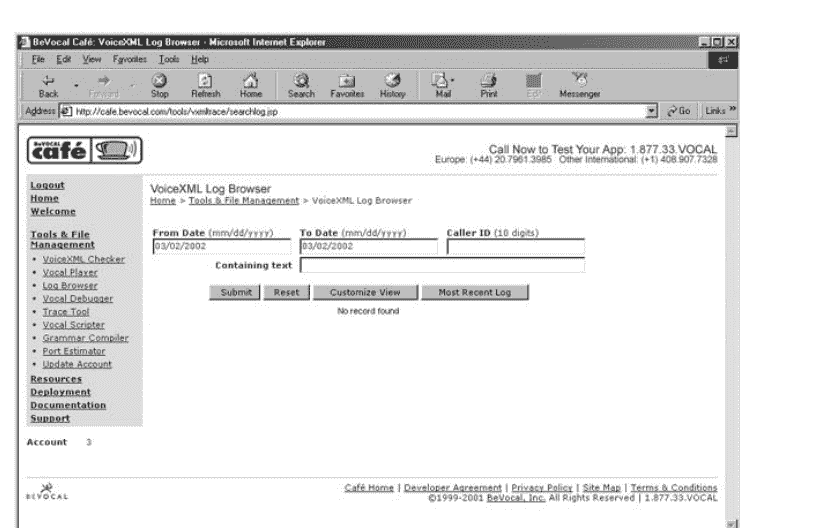 BeVocal Café: VoiceXML Log Browser - Microsoft Internet Explorer
File Edit View Favorites Tools Help
Back Forward Stop Refresh Home Search Favorites History Mail Print Edit Messenger
Address http://cafe.bevocal.com/tools/vxmltrace/searchlog.jsp Go Links »
BEVOCAL
café
Call Now to Test Your App: 1.877.33.VOCAL
Europe: (+44) 20.7961.3985 Other International: (+1) 408.907.7328
Logout
Home
Welcome
Tools & File
Management
• VoiceXML Checker
• Vocal Player
• Log Browser
• Vocal Debugger
• Trace Tool
• Vocal Scripter
• Grammar Compiler
• Port Estimator
• Update Account
Resources
Deployment
Documentation
Support
Account 3
VoiceXML Log Browser
Home > Tools & File Management > VoiceXML Log Browser
From Date (mm/dd/yyyy) To Date (mm/dd/yyyy) Caller ID (10 digits)
03/02/2002 03/02/2002
Containing text
Submit Reset Customize View Most Recent Log
No record found
BEVOCAL
Café Home | Developer Agreement | Privacy Policy | Site Map | Terms & Conditions
©1999-2001 BeVocal, Inc. All Rights Reserved | 1.877.33.VOCAL